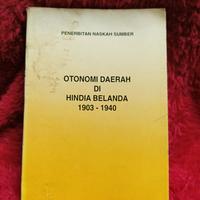 PENERBITAN NASKAH SUMBER
OTONOMI DAERAH
DI
HINDIA BELANDA
1903 - 1940